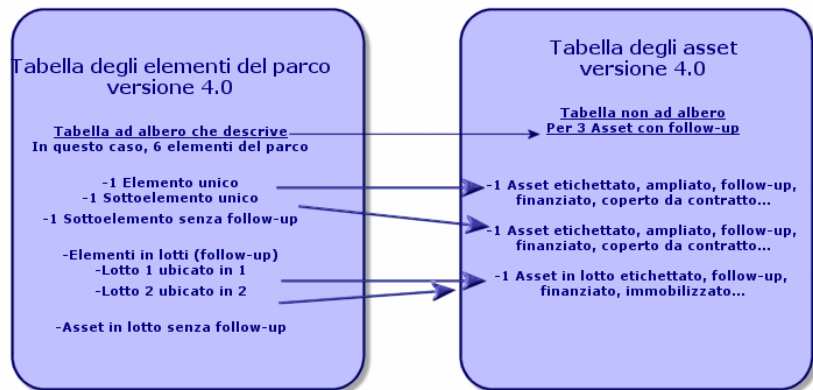 Tabella degli elementi del parco
versione 4.0
Tabella ad albero che descrive
In questo caso, 6 elementi del parco
-1 Elemento unico
-1 Sottoelemento unico
-1 Sottoelemento senza follow-up
-Elementi in lotti (follow-up)
-Lotto 1 ubicato in 1
-Lotto 2 ubicato in 2
-Asset in lotto senza follow-up
Tabella degli asset
versione 4.0
Tabella non ad albero
Per 3 Asset con follow-up
-1 Asset etichettato, ampliato, follow-up,
finanziato, coperto da contratto...
-1 Asset etichettato, ampliato, follow-up,
finanziato, coperto da contratto...
-1 Asset in lotto etichettato, follow-up,
finanziato, immobilizzato...